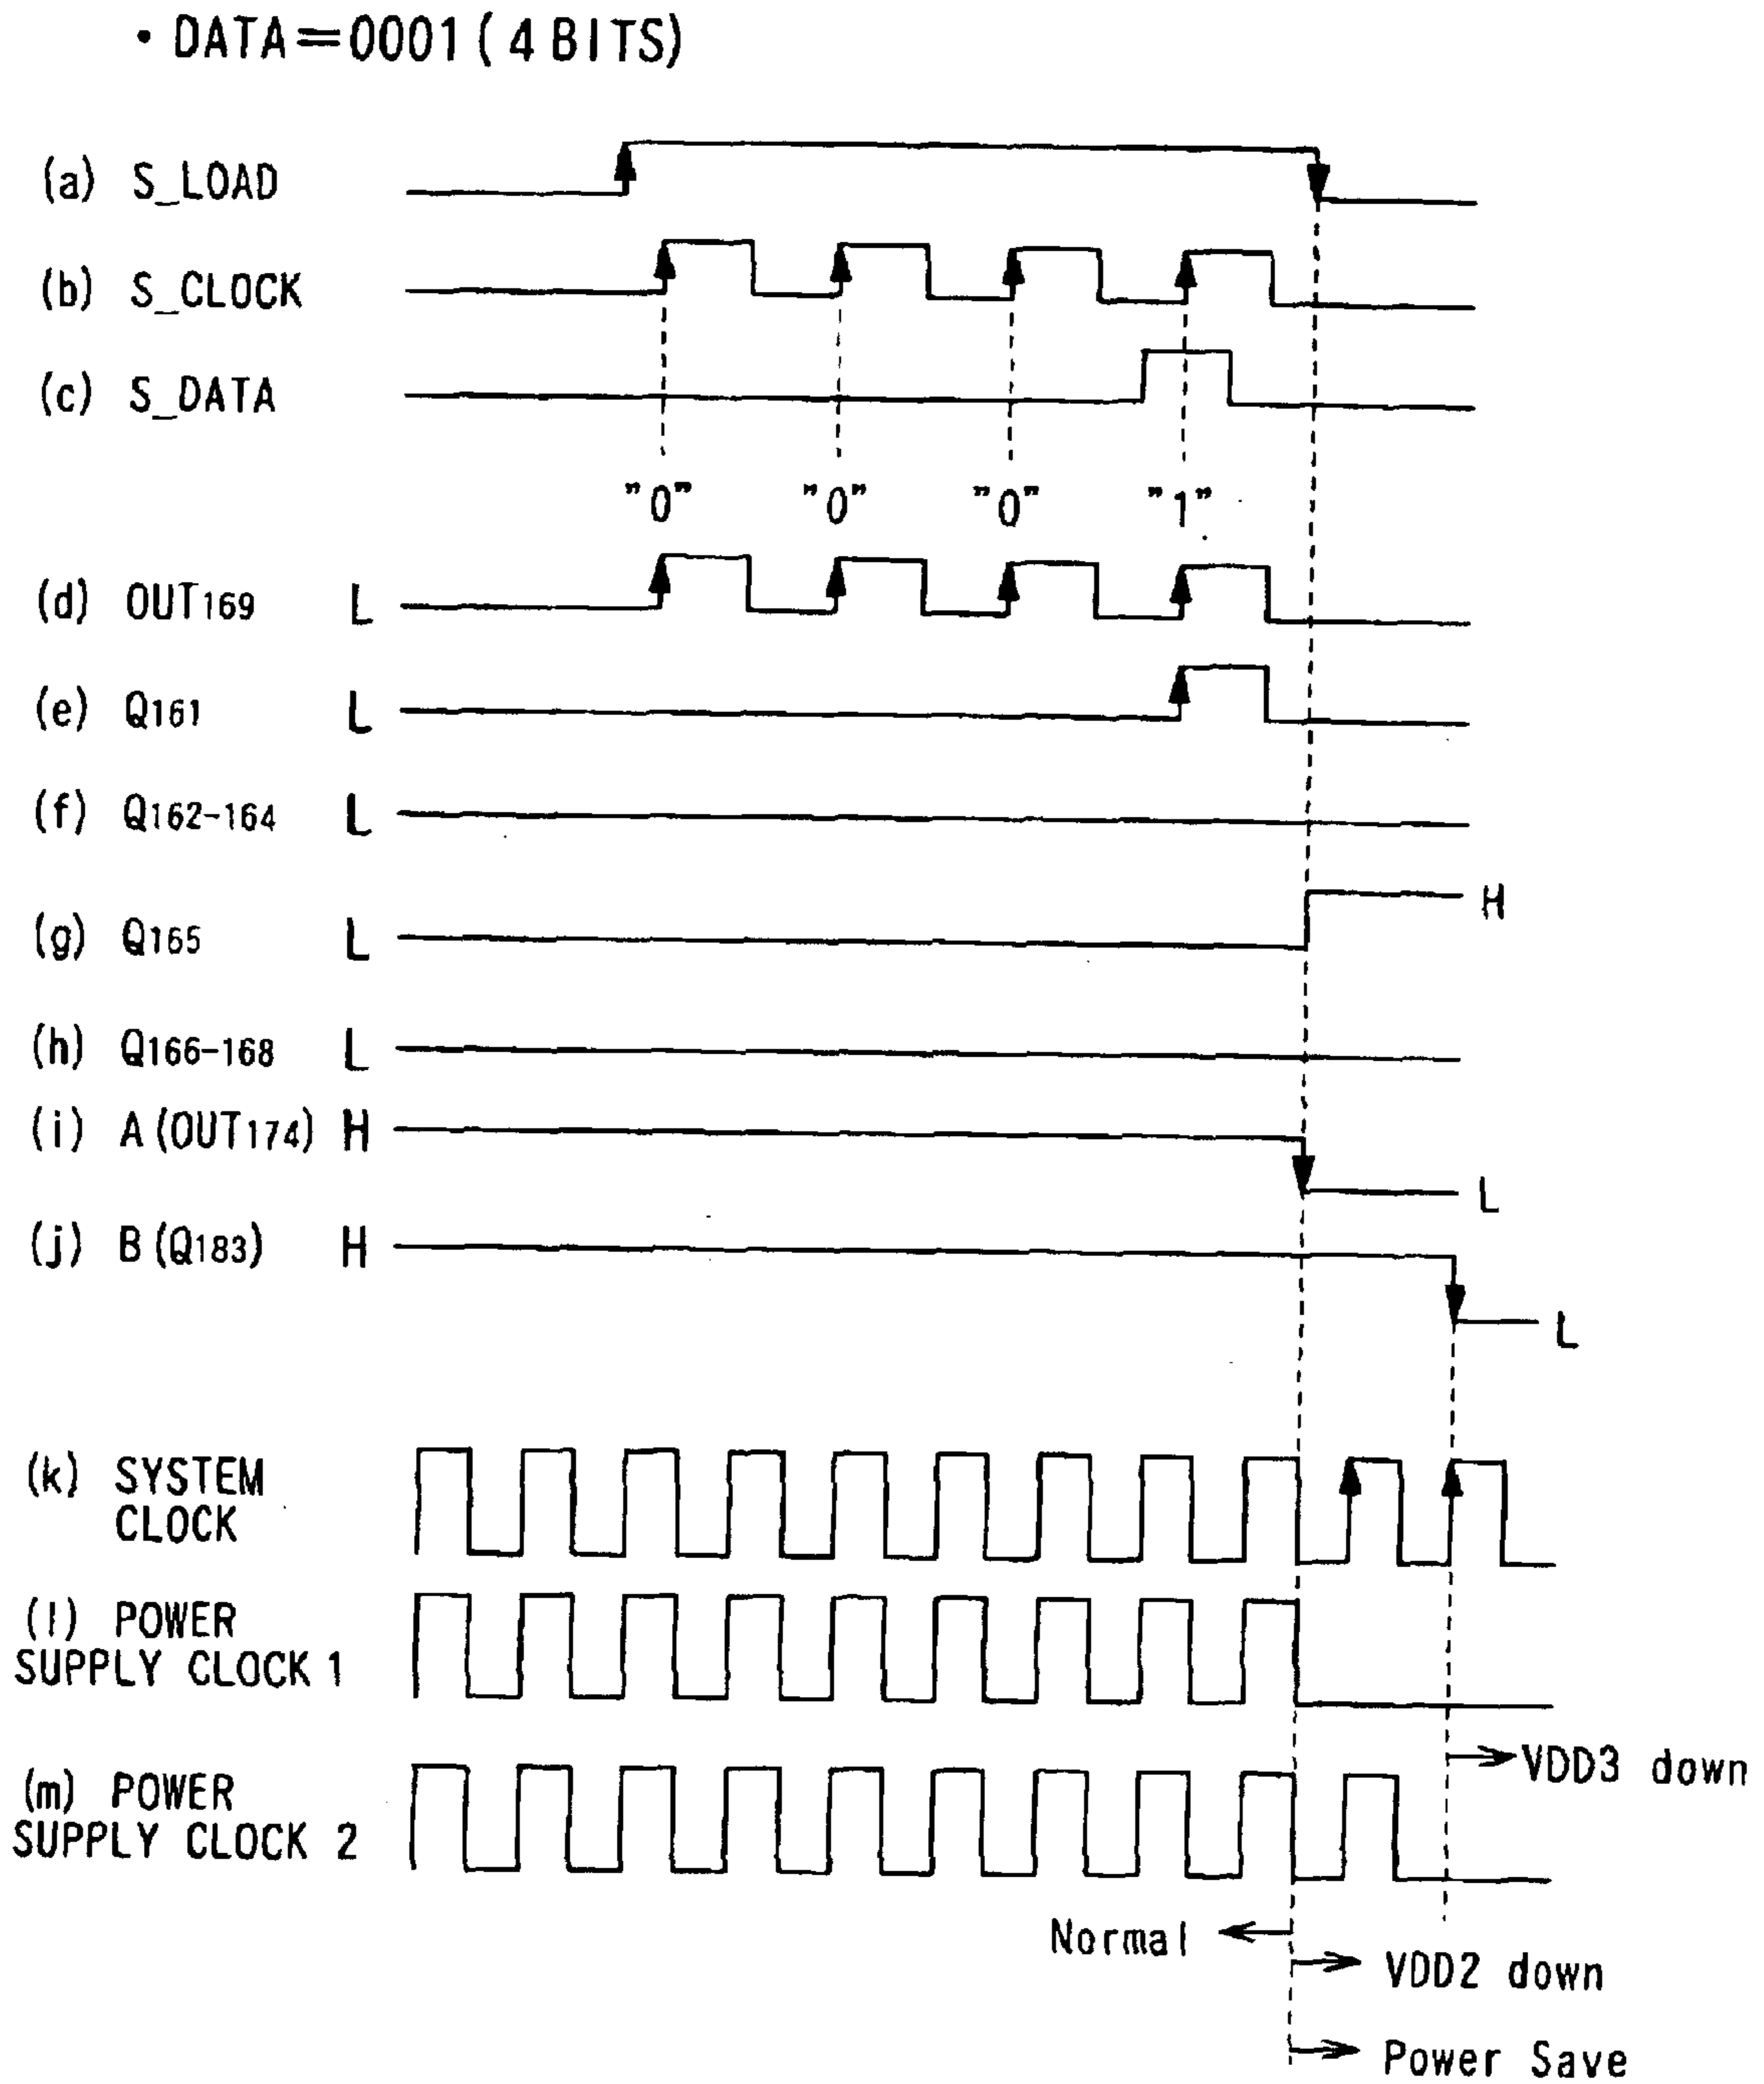 • DATA=0001 (4 BITS)
(a) S_LOAD
(b) S_CLOCK
(c) S_DATA
"0" "0" "0" "1"
(d) OUT169 L
(e) Q161 L
(f) Q162-164 L
(g) Q165 L H
(h) Q166-168 L
(i) A (OUT174) H L
(j) B (Q183) H L
(k) SYSTEM
CLOCK
(l) POWER
SUPPLY CLOCK 1
VDD3 down
(m) POWER
SUPPLY CLOCK 2
Normal
VDD2 down
Power Save